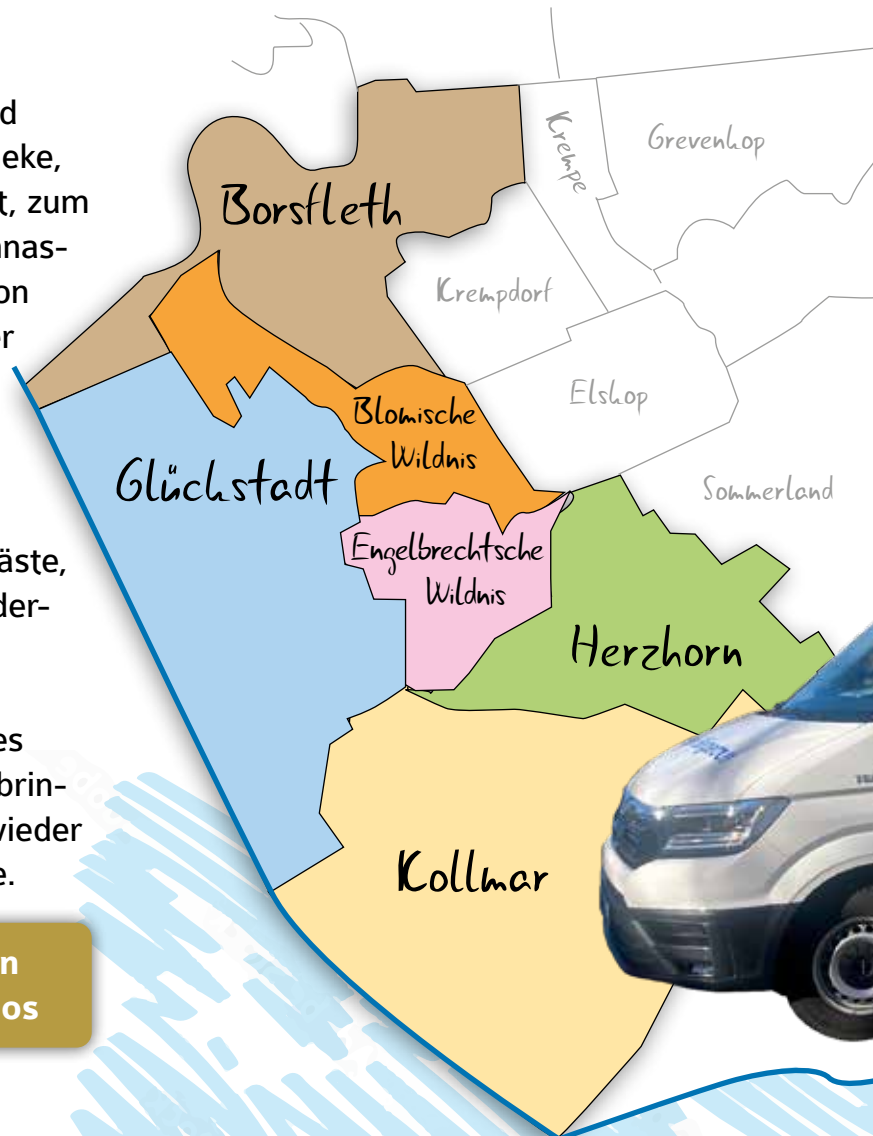 d
eke,
t, zum
nnas-
on
r
äste,
der-
es
brin-
vieder
e.
n
os
Krempe
Grevenkop
Borsfleth
Krempdorf
Elskop
Blomische
Wildnis
Glückstadt
Sommerland
Engelbrechtsche
Wildnis
Herzhorn
Kollmar